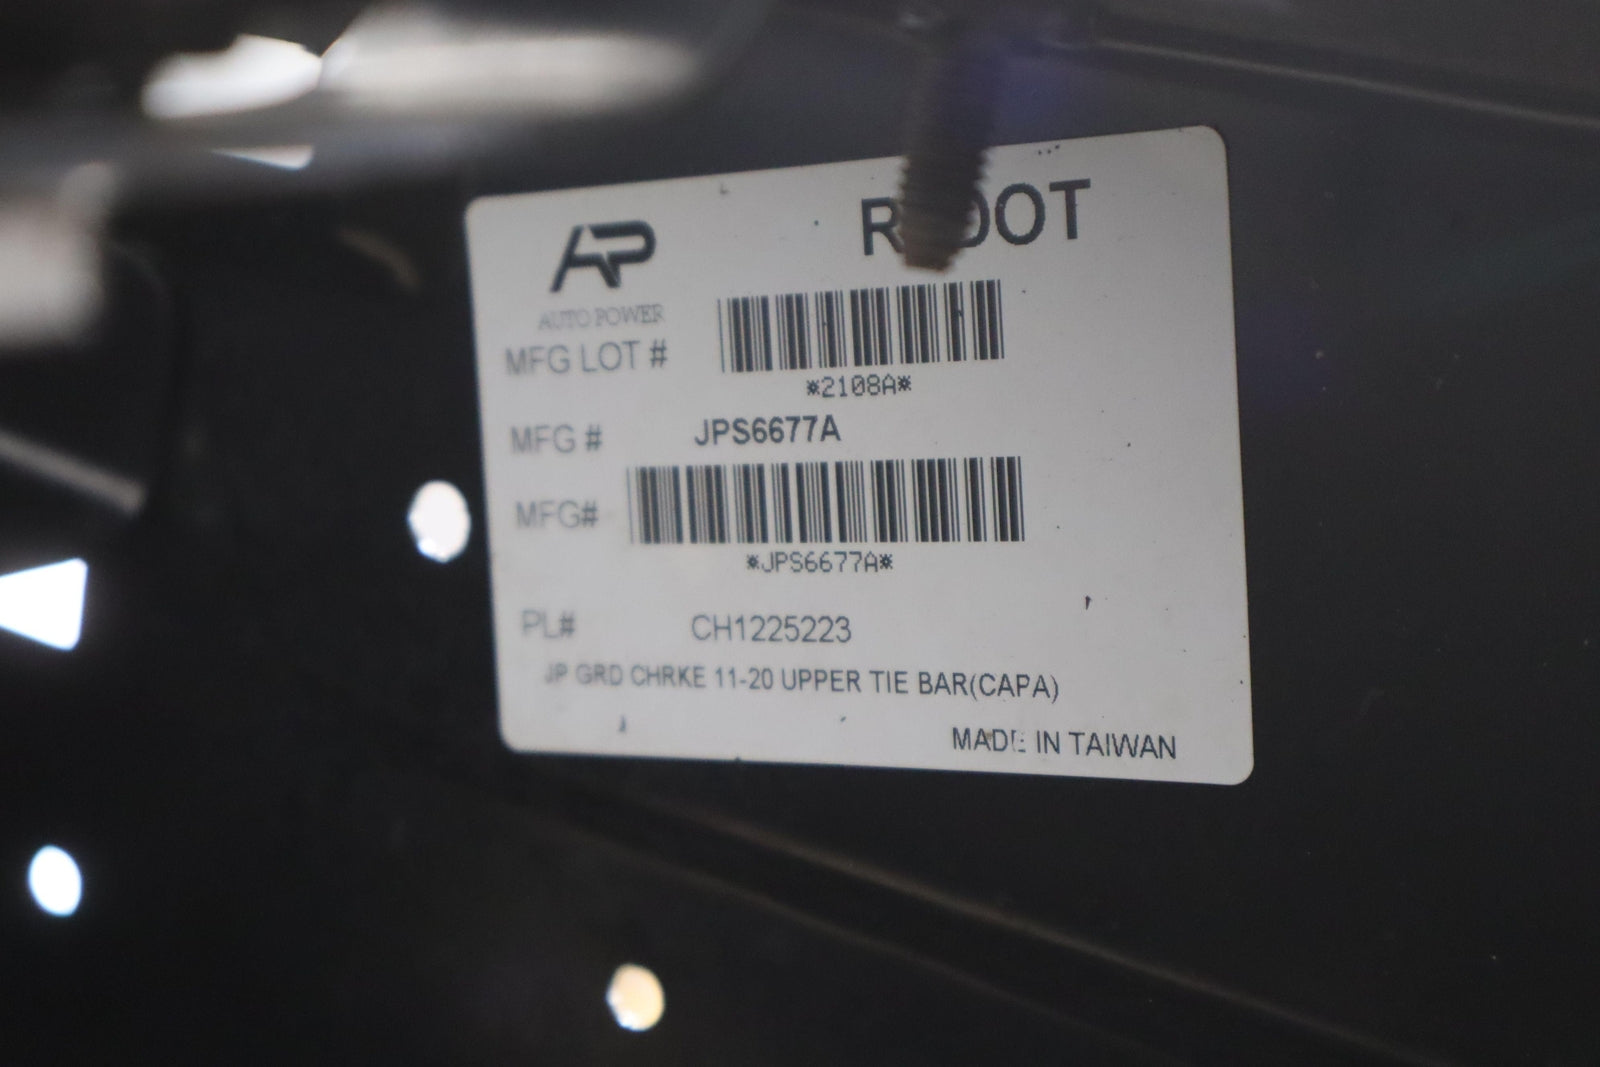 AP
AUTO POWER
MFG LOT #
*2108A*
MFG # JPS6677A
MFG#
*JPS6677A*
PL# CH1225223
JP GRD CHRKE 11-20 UPPER TIE BAR(CAPA)
MADE IN TAIWAN